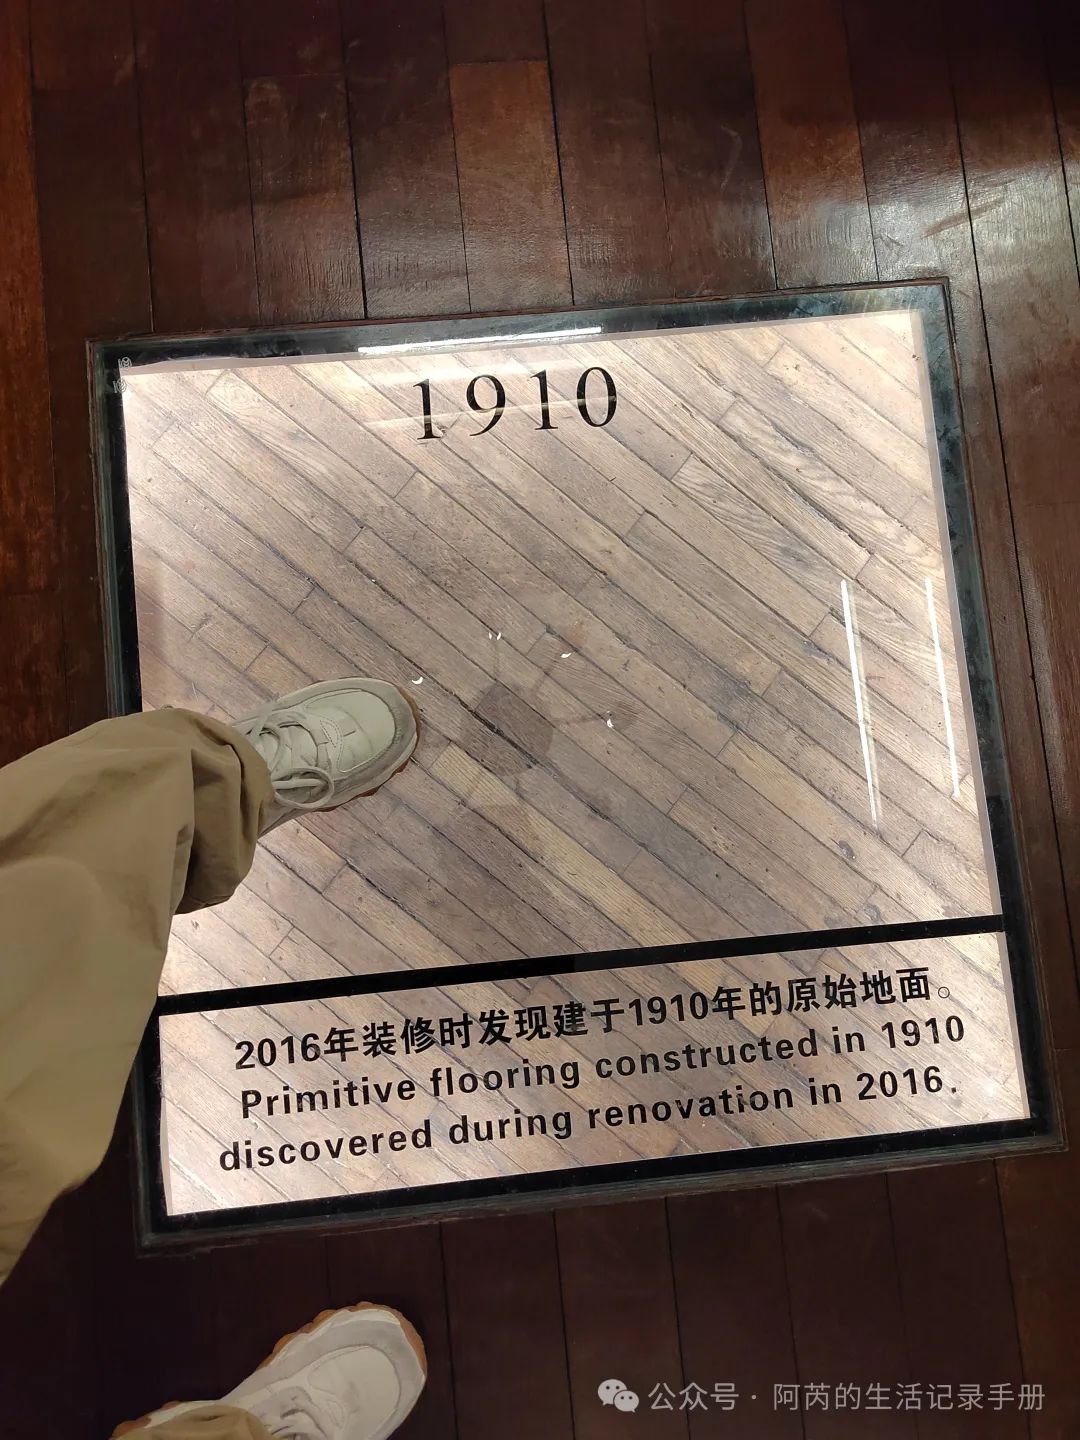 1910
2016年装修时发现建于1910年的原始地面。
Primitive flooring constructed in 1910
discovered during renovation in 2016.
公众号 · 阿芮的生活记录手册